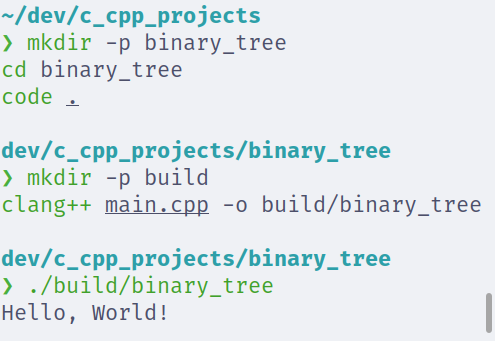 ~/dev/c_cpp_projects
❯ mkdir -p binary_tree
cd binary_tree
code .
dev/c_cpp_projects/binary_tree
❯ mkdir -p build
clang++ main.cpp -o build/binary_tree
dev/c_cpp_projects/binary_tree
❯ ./build/binary_tree
Hello, World!